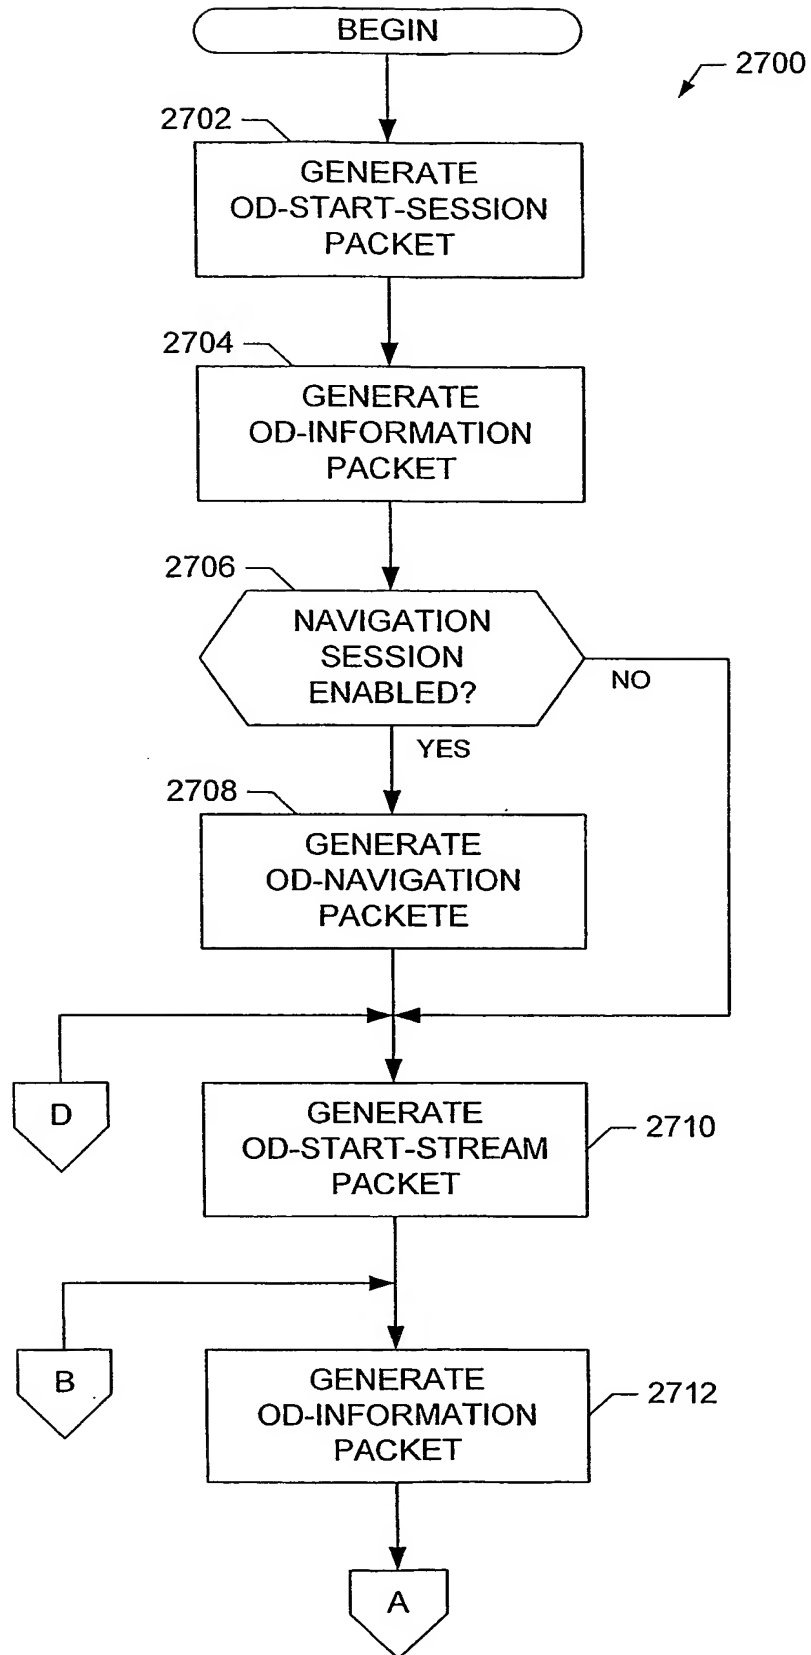 BEGIN
2700
2702
GENERATE
OD-START-SESSION
PACKET
2704
GENERATE
OD-INFORMATION
PACKET
2706
NAVIGATION
SESSION
ENABLED?
NO
YES
2708
GENERATE
OD-NAVIGATION
PACKETE
D
GENERATE
OD-START-STREAM
PACKET
2710
B
GENERATE
OD-INFORMATION
PACKET
2712
A